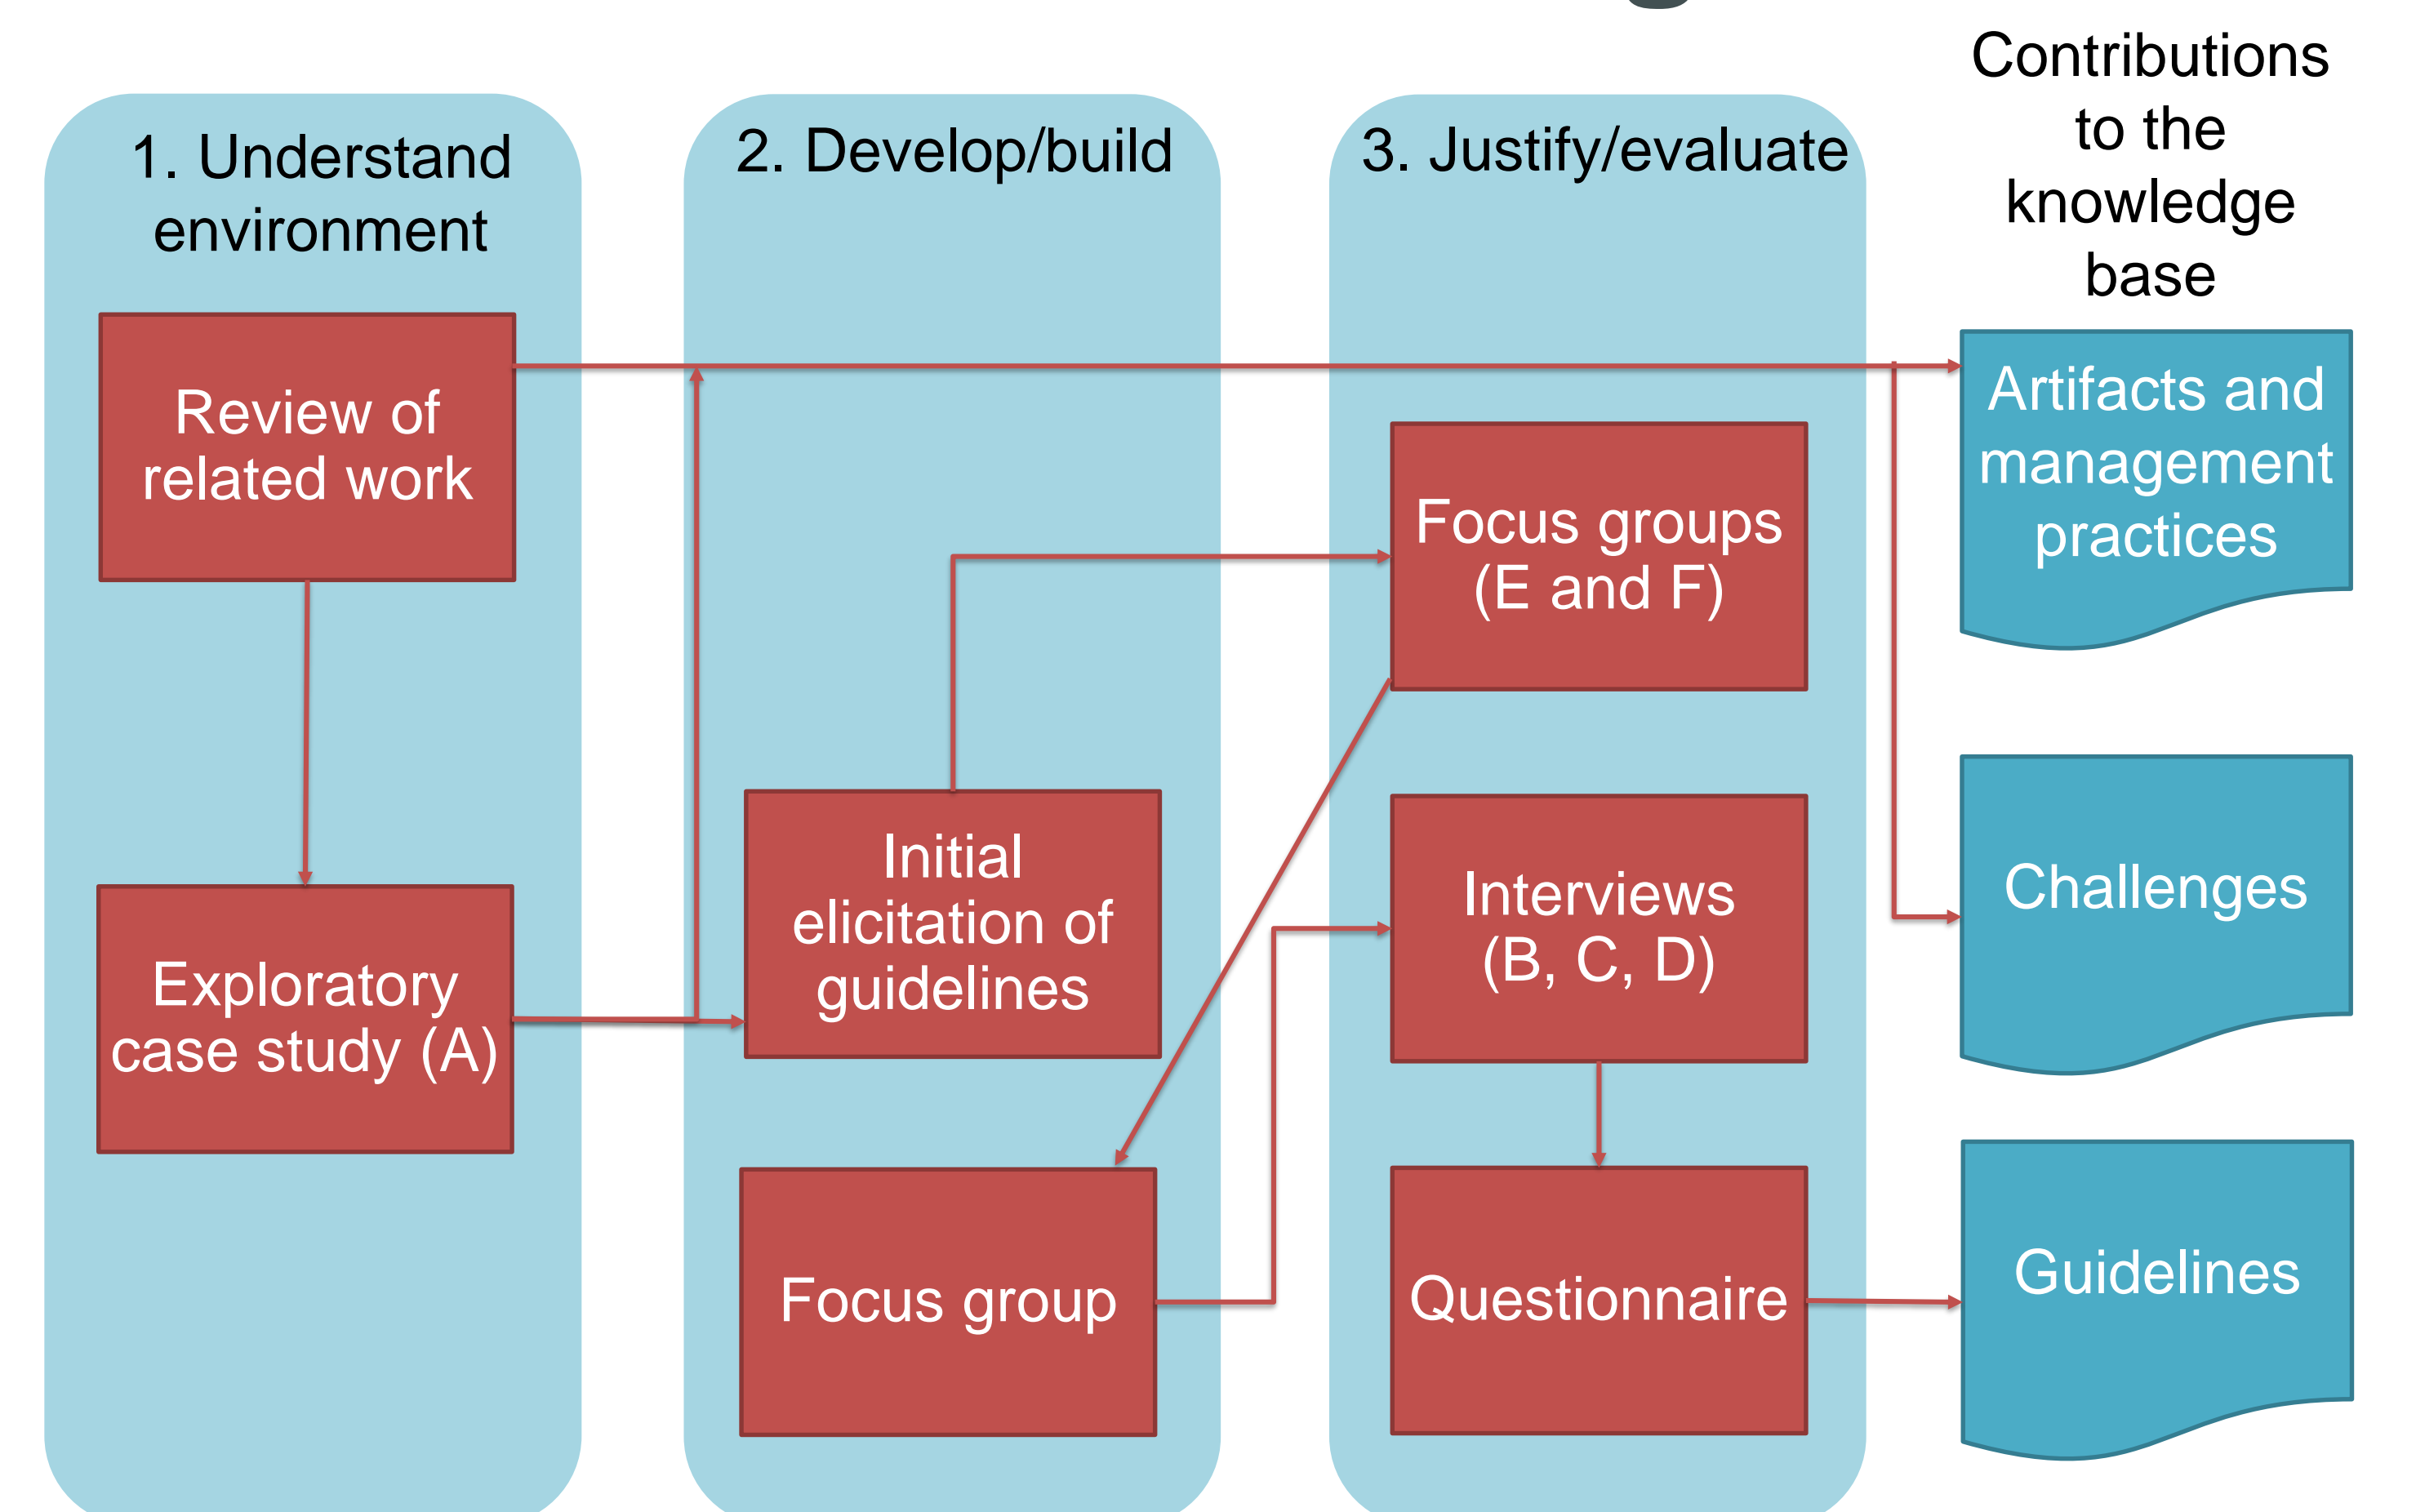 1. Understand
environment
Review of
related work
Exploratory
case study (A)
2. Develop/build
Initial
elicitation of
guidelines
Focus group
3. Justify/evaluate
Focus groups
(E and F)
Interviews
(B, C, D)
Questionnaire
Contributions
to the
knowledge
base
Artifacts and
management
practices
Challenges
Guidelines